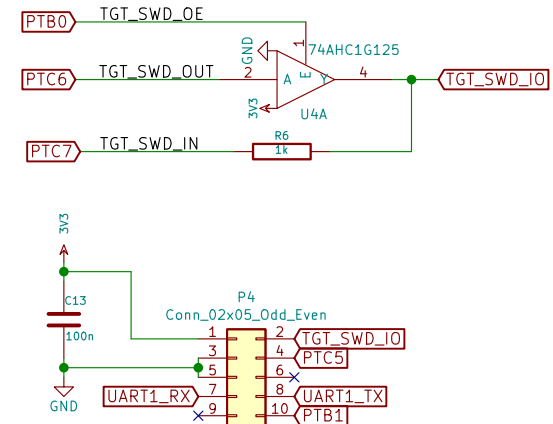 PTB0 TGT_SWD_OE
GND 1 74AHC1G125
PTC6 TGT_SWD_OUT 2 A E Y 4 TGT_SWD_IO
3V3 U4A
R6
PTC7 TGT_SWD_IN 1k
3V3
P4
C13 Conn_02x05_Odd_Even
100n 1 2 TGT_SWD_IO
3 4 PTC5
5 6
GND UART1_RX 7 8 UART1_TX
9 10 PTB1